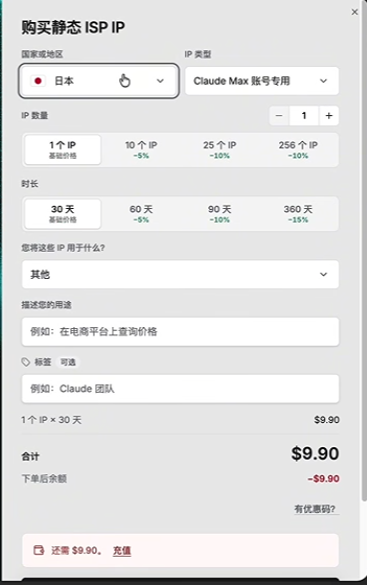 购买静态 ISP IP
国家或地区
IP 类型
日本
Claude Max 账号专用
IP 数量
1
1 个 IP
基础价格
10 个 IP
-5%
25 个 IP
-10%
256 个 IP
-10%
时长
30 天
基础价格
60 天
-5%
90 天
-10%
360 天
-15%
您将这些 IP 用于什么?
其他
描述您的用途
例如：在电商平台上查询价格
标签 可选
例如：Claude 团队
1 个 IP × 30 天
$9.90
合计
$9.90
下单后余额
-$9.90
有优惠码?
还需 $9.90。 充值